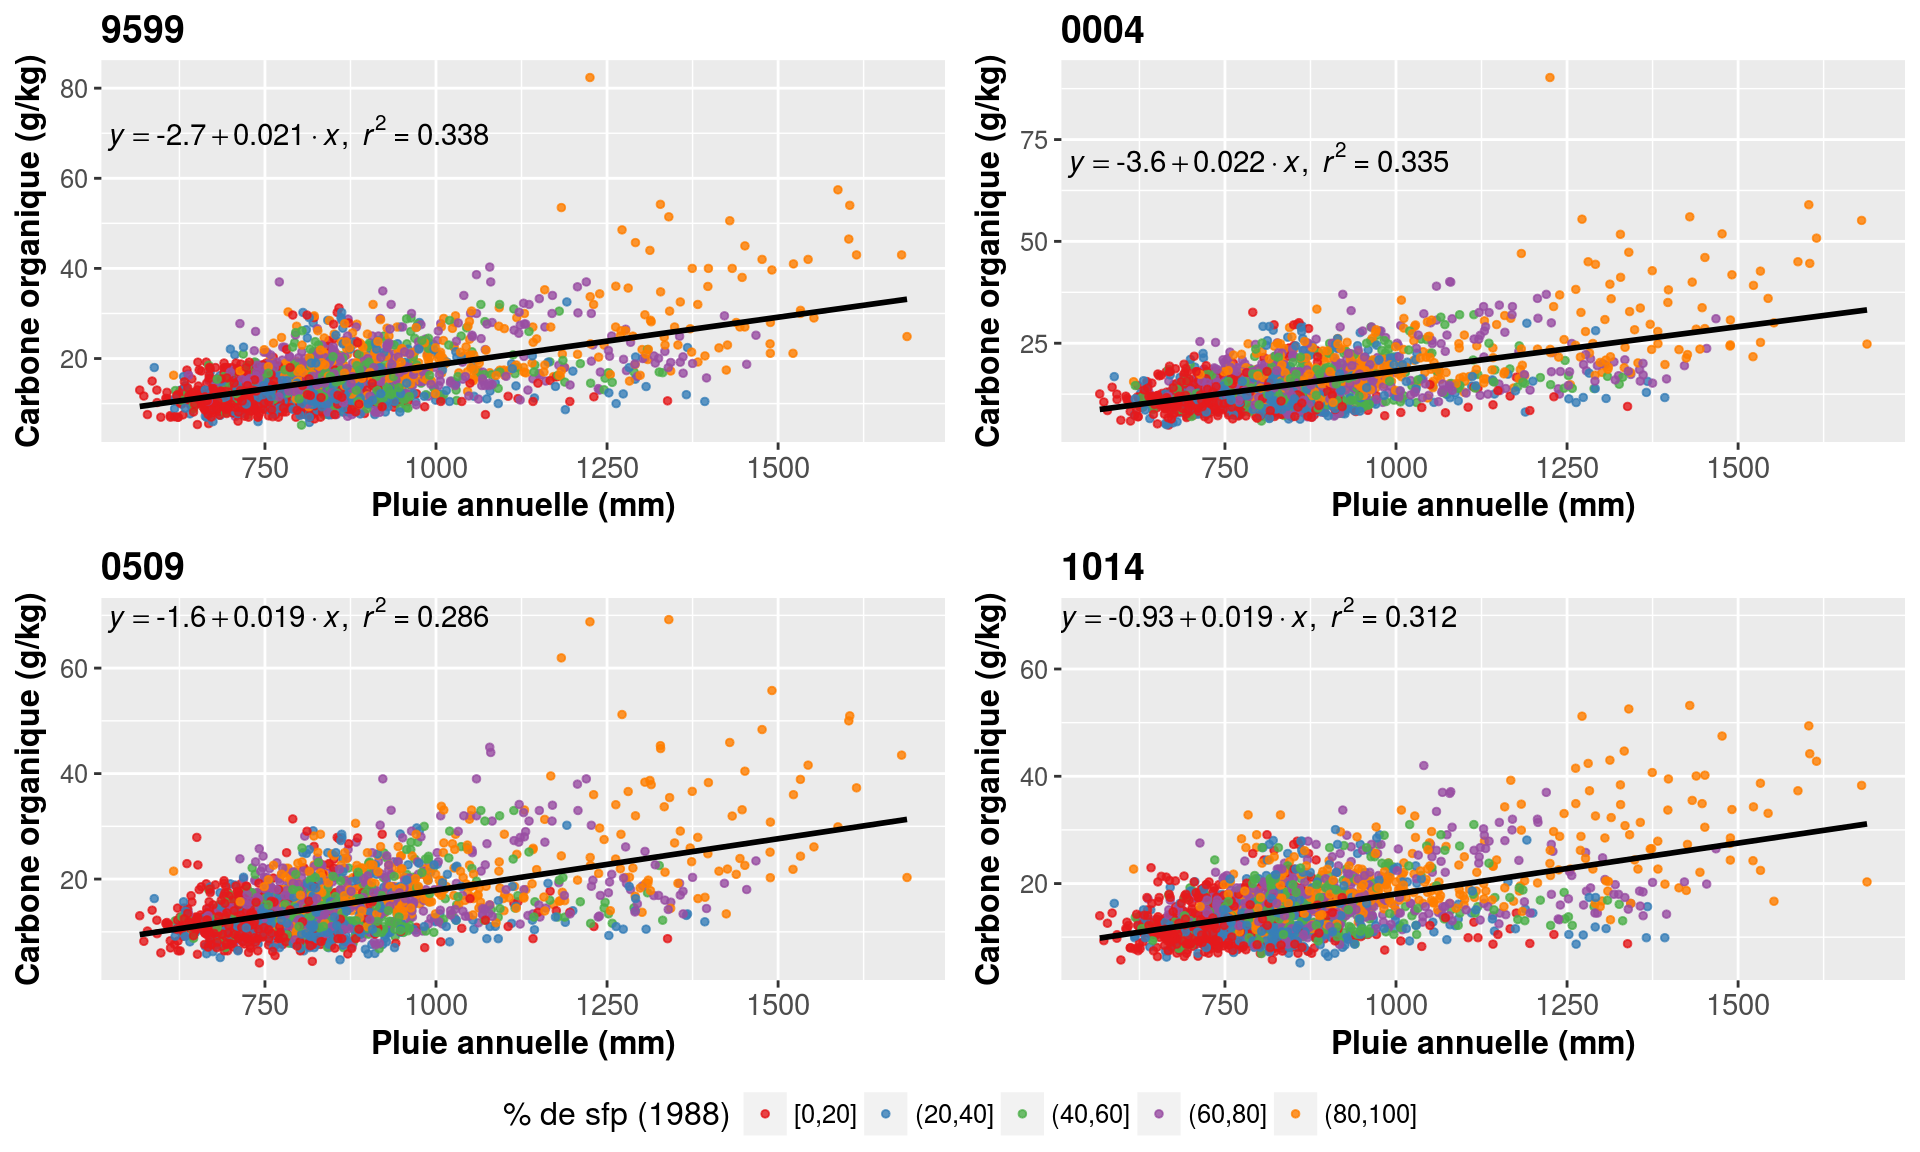 9599
Carbone organique (g/kg)
80
60
40
20
y = -2.7 + 0.021 · x, r² = 0.338
750 1000 1250 1500
Pluie annuelle (mm)
0004
Carbone organique (g/kg)
75
50
25
y = -3.6 + 0.022 · x, r² = 0.335
750 1000 1250 1500
Pluie annuelle (mm)
0509
Carbone organique (g/kg)
60
40
20
y = -1.6 + 0.019 · x, r² = 0.286
750 1000 1250 1500
Pluie annuelle (mm)
1014
Carbone organique (g/kg)
60
40
20
y = -0.93 + 0.019 · x, r² = 0.312
750 1000 1250 1500
Pluie annuelle (mm)
% de sfp (1988) [0,20] (20,40] (40,60] (60,80] (80,100]